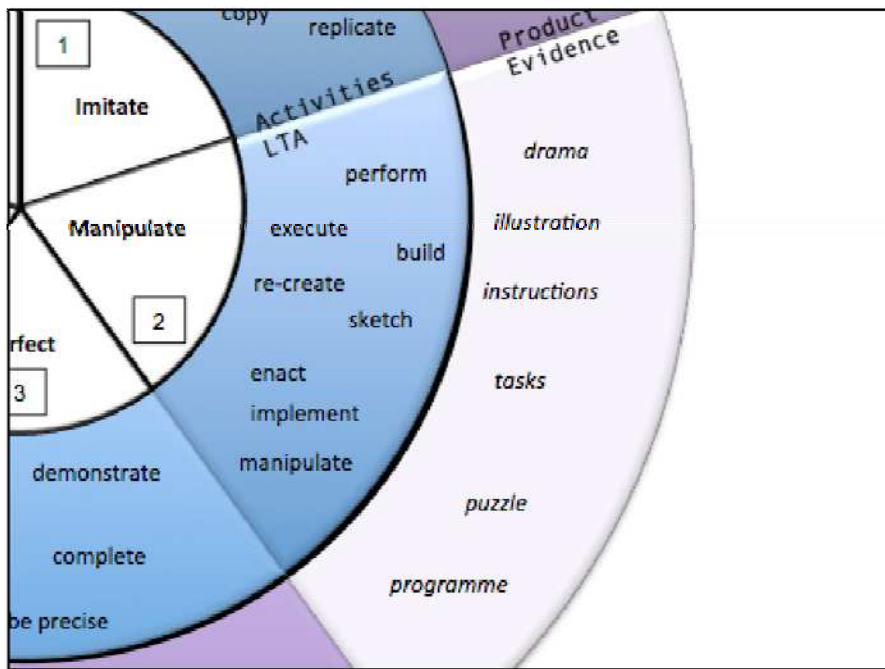 copy
replicate
Product
Evidence
1
Imitate
Activities
LTA
perform
drama
Manipulate
execute
build
illustration
re-create
instructions
sketch
2
rfect
3
enact
tasks
implement
manipulate
demonstrate
puzzle
complete
programme
be precise